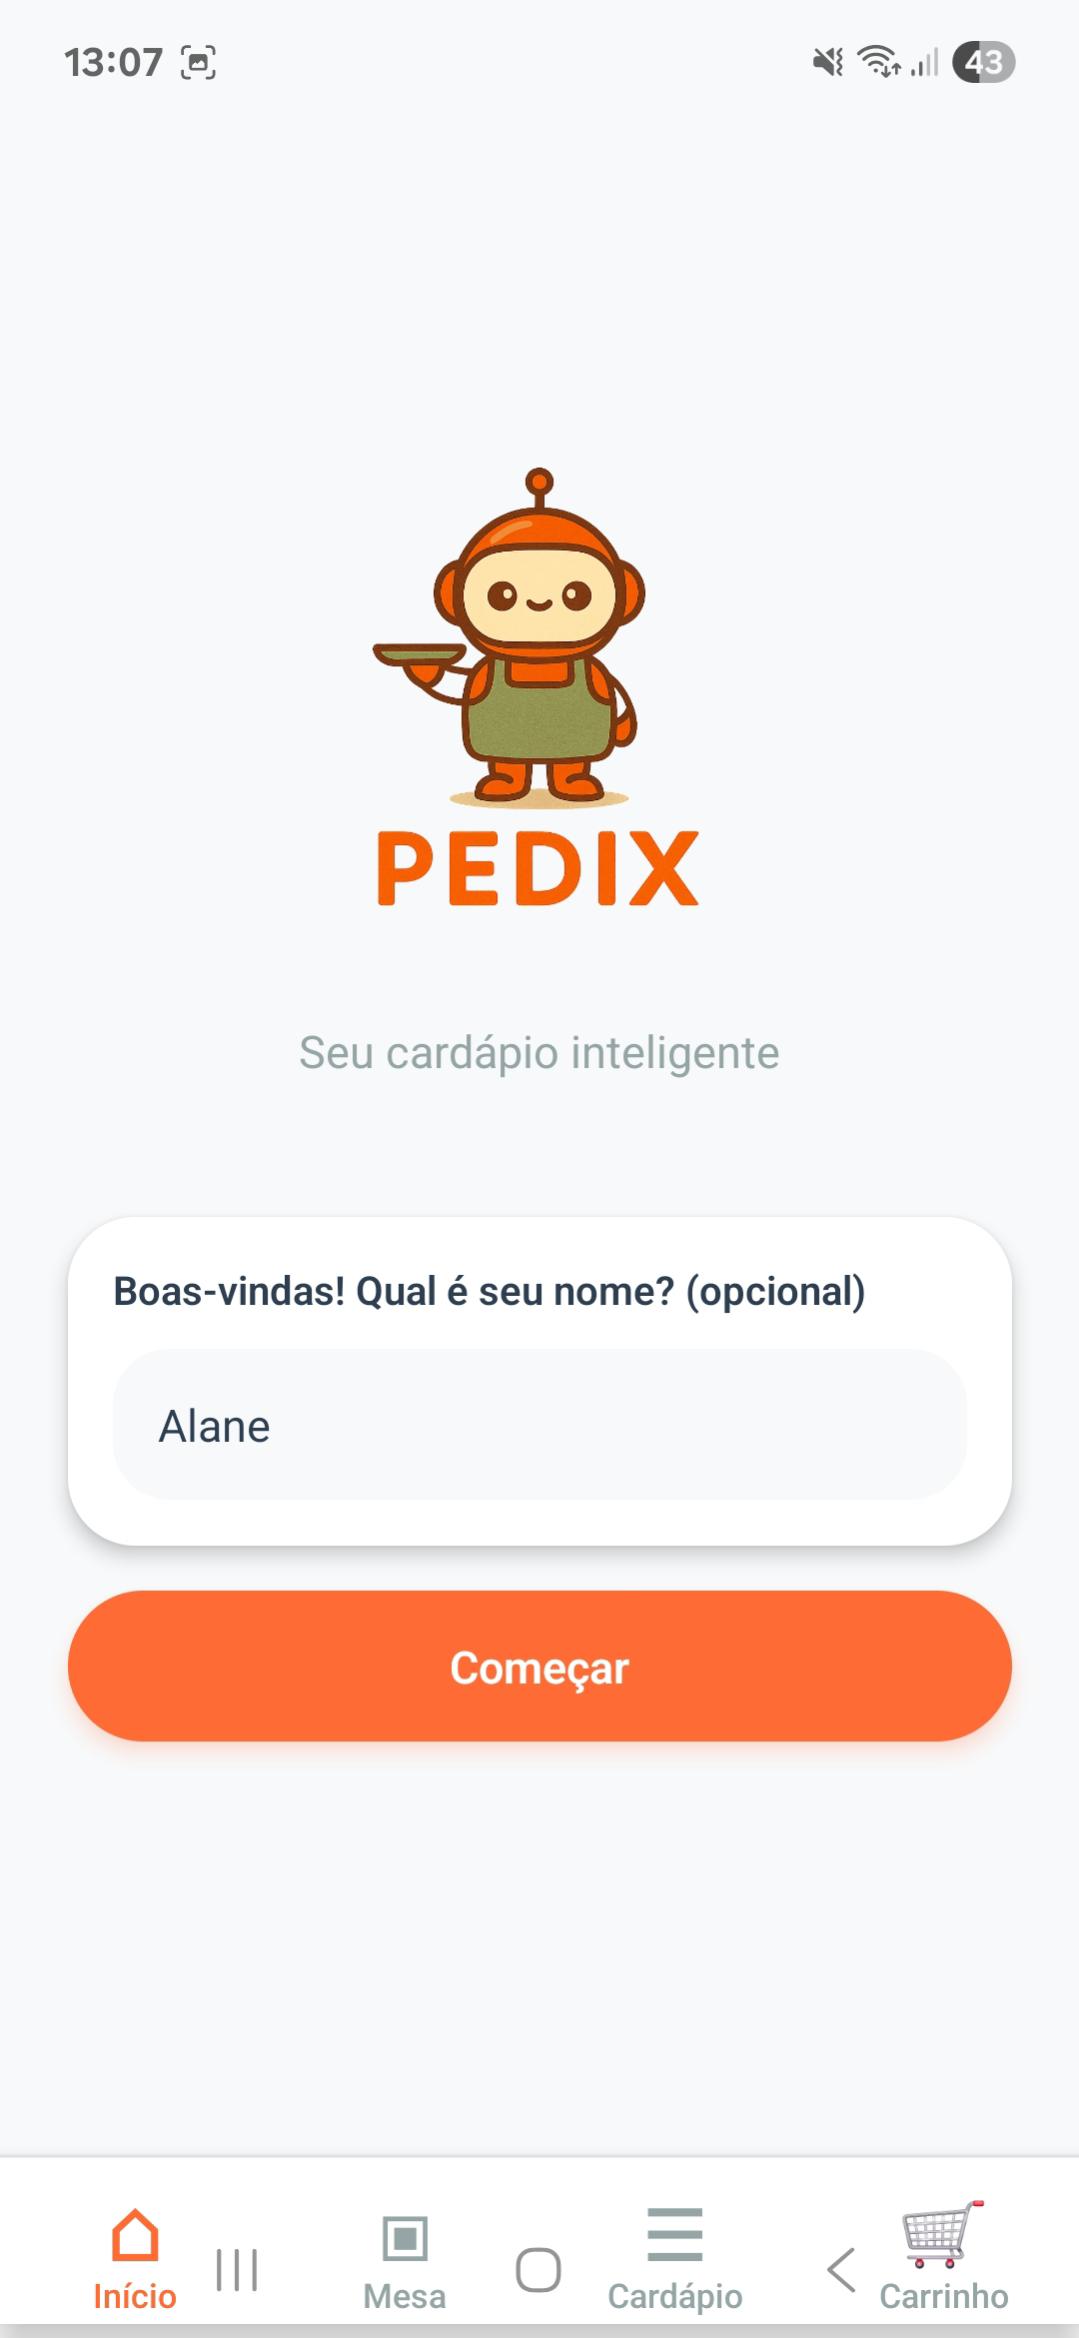 13:07
43
PEDIX
Seu cardápio inteligente
Boas-vindas! Qual é seu nome? (opcional)
Alane
Começar
Início
Mesa
Cardápio
Carrinho